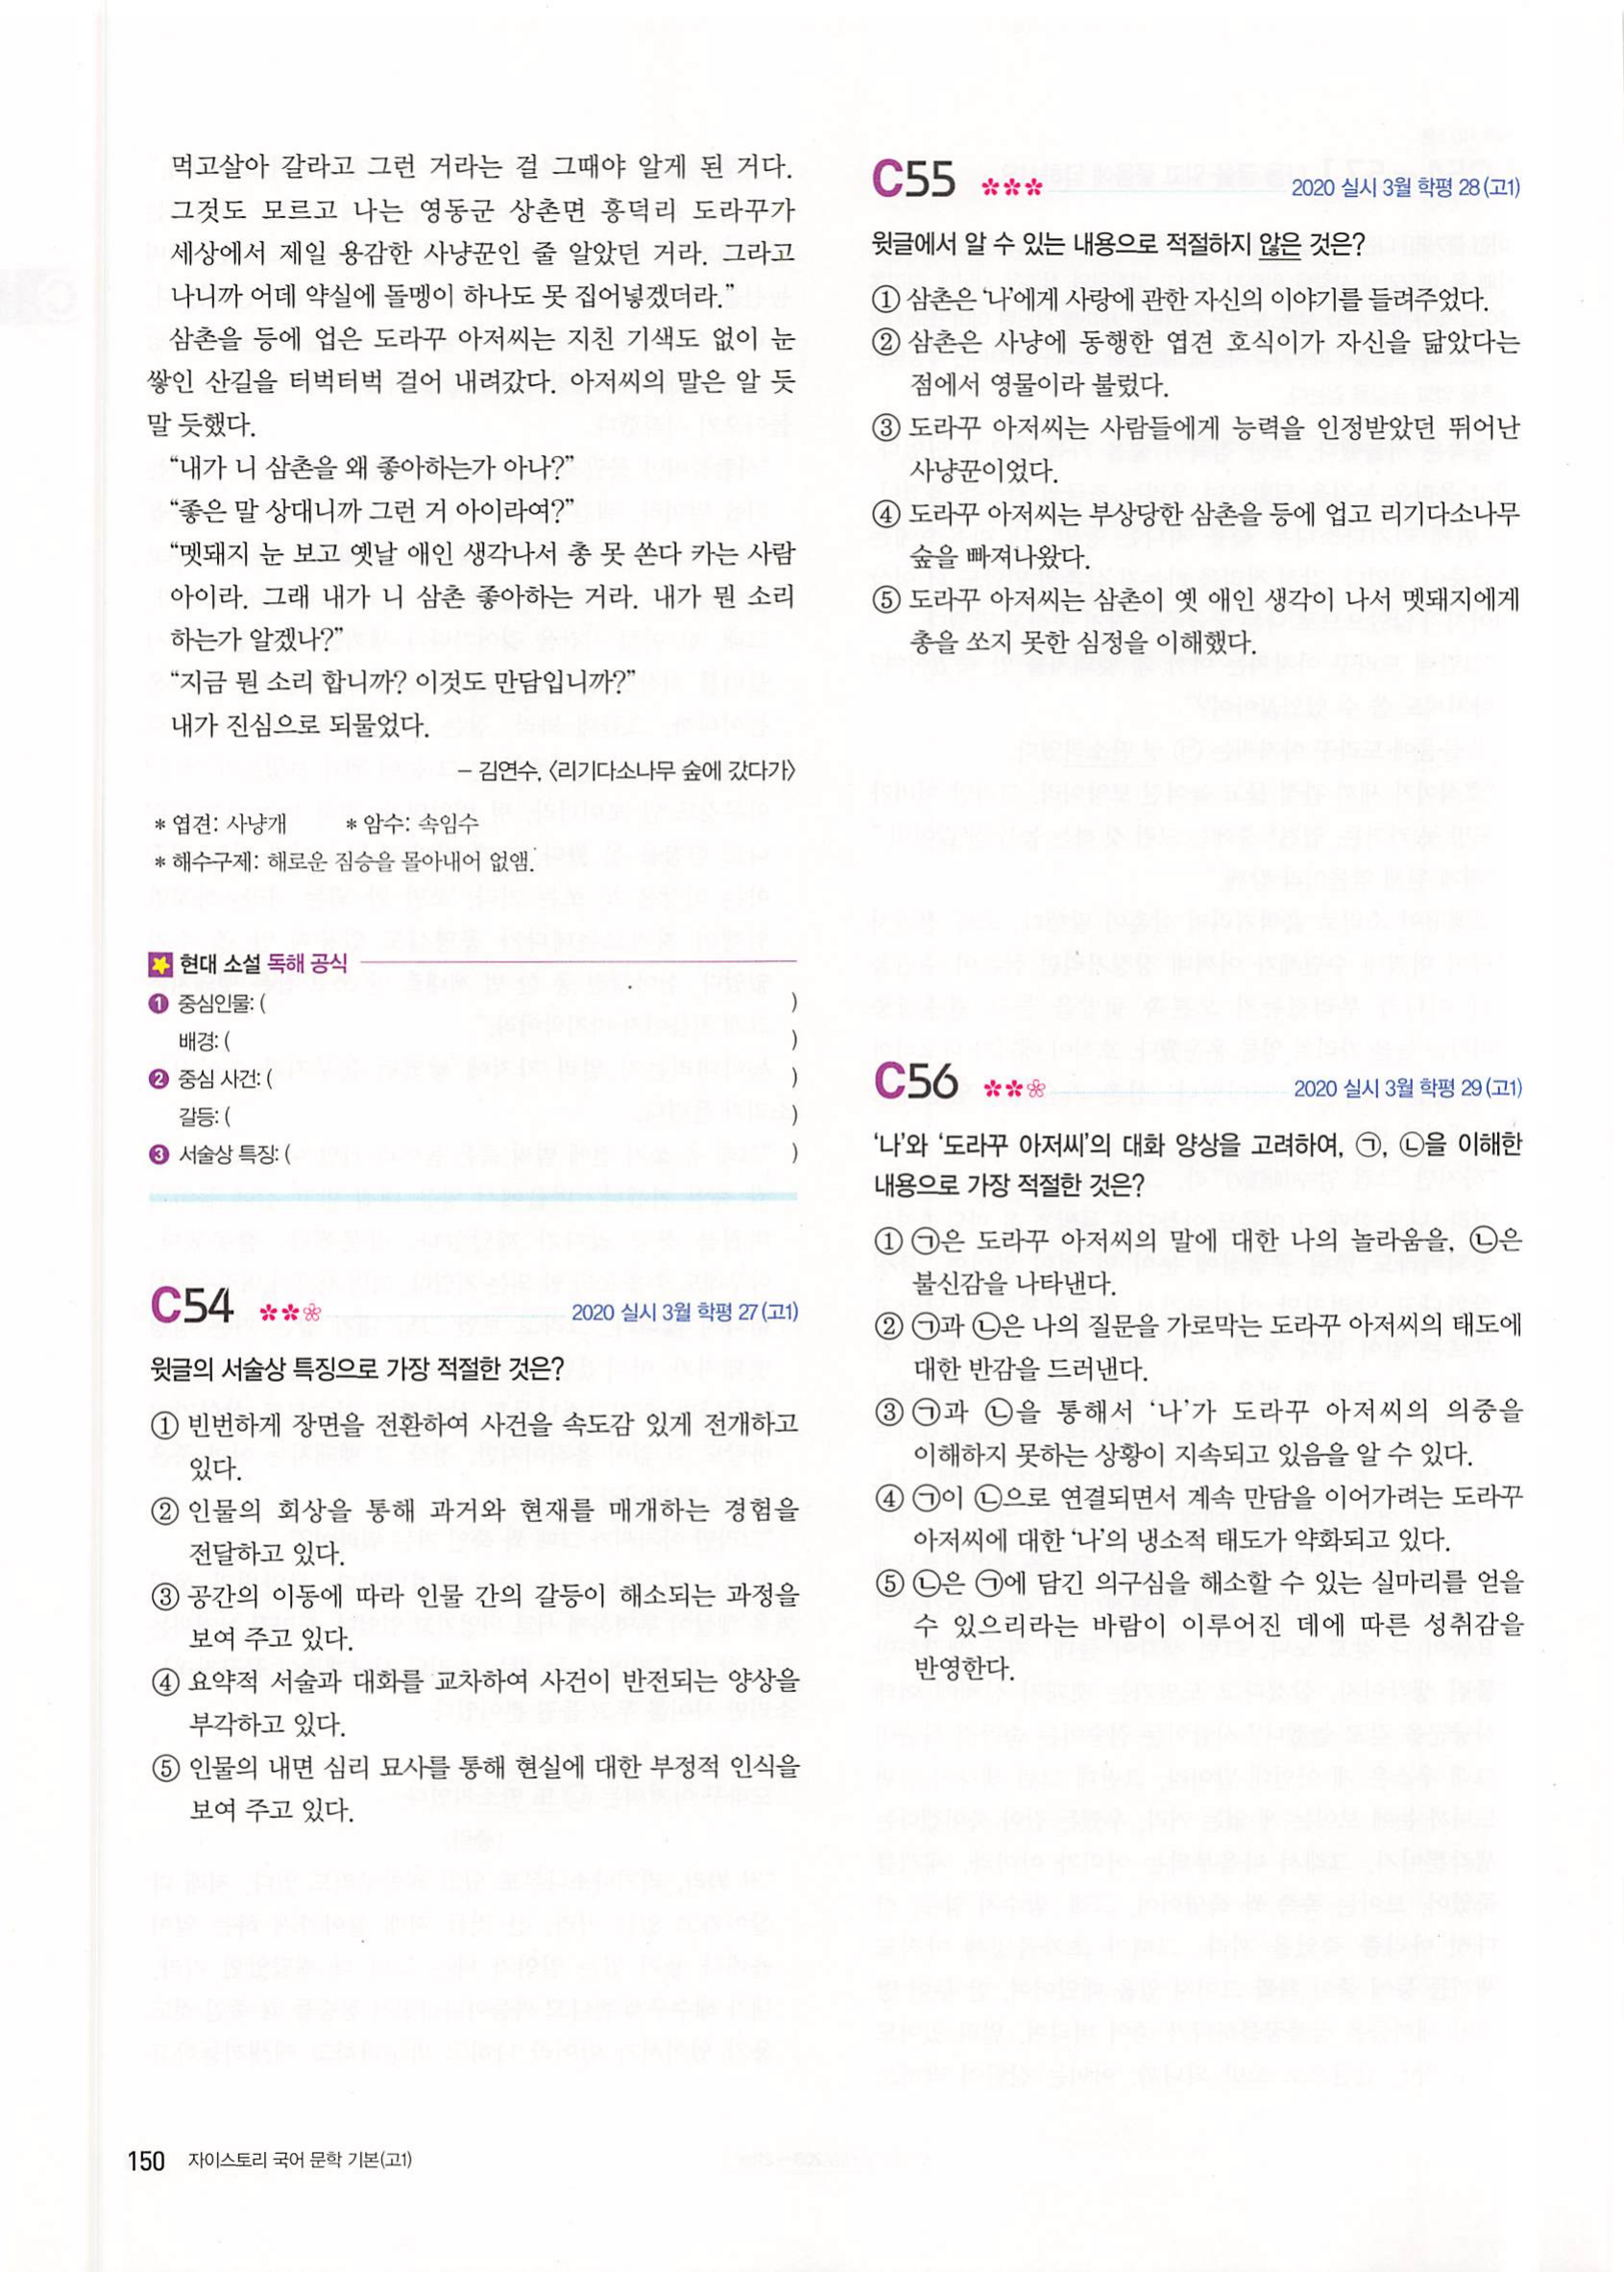 먹고살아 갈라고 그런 거라는 걸 그때야 알게 된 거다.
그것도 모르고 나는 영동군 상촌면 흥덕리 도라꾸가
세상에서 제일 용감한 사냥꾼인 줄 알았던 거라. 그라고
나니까 어데 약실에 돌멩이 하나도 못 집어넣겠더라.”
삼촌을 등에 업은 도라꾸 아저씨는 지친 기색도 없이 눈
쌓인 산길을 터벅터벅 걸어 내려갔다. 아저씨의 말은 알 듯
말 듯했다.
“내가 니 삼촌을 왜 좋아하는가 아나?”
“좋은 말 상대니까 그런 거 아이라여?”
“멧돼지 눈 보고 옛날 애인 생각나서 총 못 쏜다 카는 사람
아이라. 그래 내가 니 삼촌 좋아하는 거라. 내가 뭔 소리
하는가 알겠나?”
“지금 뭔 소리 합니까? 이것도 만담입니까?”
내가 진심으로 되물었다.
– 김연수, 〈리기다소나무 숲에 갔다가〉
* 엽견: 사냥개 * 암수: 속임수
* 해수구제: 해로운 짐승을 몰아내어 없앰.
현대 소설 독해 공식
❶ 중심인물: ( )
배경: ( )
❷ 중심 사건: ( )
갈등: ( )
❸ 서술상 특징: ( )
C54 2020 실시 3월 학평 27(고1)
윗글의 서술상 특징으로 가장 적절한 것은?
① 빈번하게 장면을 전환하여 사건을 속도감 있게 전개하고
있다.
② 인물의 회상을 통해 과거와 현재를 매개하는 경험을
전달하고 있다.
③ 공간의 이동에 따라 인물 간의 갈등이 해소되는 과정을
보여 주고 있다.
④ 요약적 서술과 대화를 교차하여 사건이 반전되는 양상을
부각하고 있다.
⑤ 인물의 내면 심리 묘사를 통해 현실에 대한 부정적 인식을
보여 주고 있다.
C55 2020 실시 3월 학평 28(고1)
윗글에서 알 수 있는 내용으로 적절하지 않은 것은?
① 삼촌은 ‘나’에게 사랑에 관한 자신의 이야기를 들려주었다.
② 삼촌은 사냥에 동행한 엽견 호식이가 자신을 닮았다는
점에서 영물이라 불렀다.
③ 도라꾸 아저씨는 사람들에게 능력을 인정받았던 뛰어난
사냥꾼이었다.
④ 도라꾸 아저씨는 부상당한 삼촌을 등에 업고 리기다소나무
숲을 빠져나왔다.
⑤ 도라꾸 아저씨는 삼촌이 옛 애인 생각이 나서 멧돼지에게
총을 쏘지 못한 심정을 이해했다.
C56 2020 실시 3월 학평 29(고1)
‘나’와 ‘도라꾸 아저씨’의 대화 양상을 고려하여, ㉠, ㉡을 이해한
내용으로 가장 적절한 것은?
① ㉠은 도라꾸 아저씨의 말에 대한 나의 놀라움을, ㉡은
불신감을 나타낸다.
② ㉠과 ㉡은 나의 질문을 가로막는 도라꾸 아저씨의 태도에
대한 반감을 드러낸다.
③ ㉠과 ㉡을 통해서 ‘나’가 도라꾸 아저씨의 의중을
이해하지 못하는 상황이 지속되고 있음을 알 수 있다.
④ ㉠이 ㉡으로 연결되면서 계속 만담을 이어가려는 도라꾸
아저씨에 대한 ‘나’의 냉소적 태도가 약화되고 있다.
⑤ ㉡은 ㉠에 담긴 의구심을 해소할 수 있는 실마리를 얻을
수 있으리라는 바람이 이루어진 데에 따른 성취감을
반영한다.
150 자이스토리 국어 문학 기본(고1)